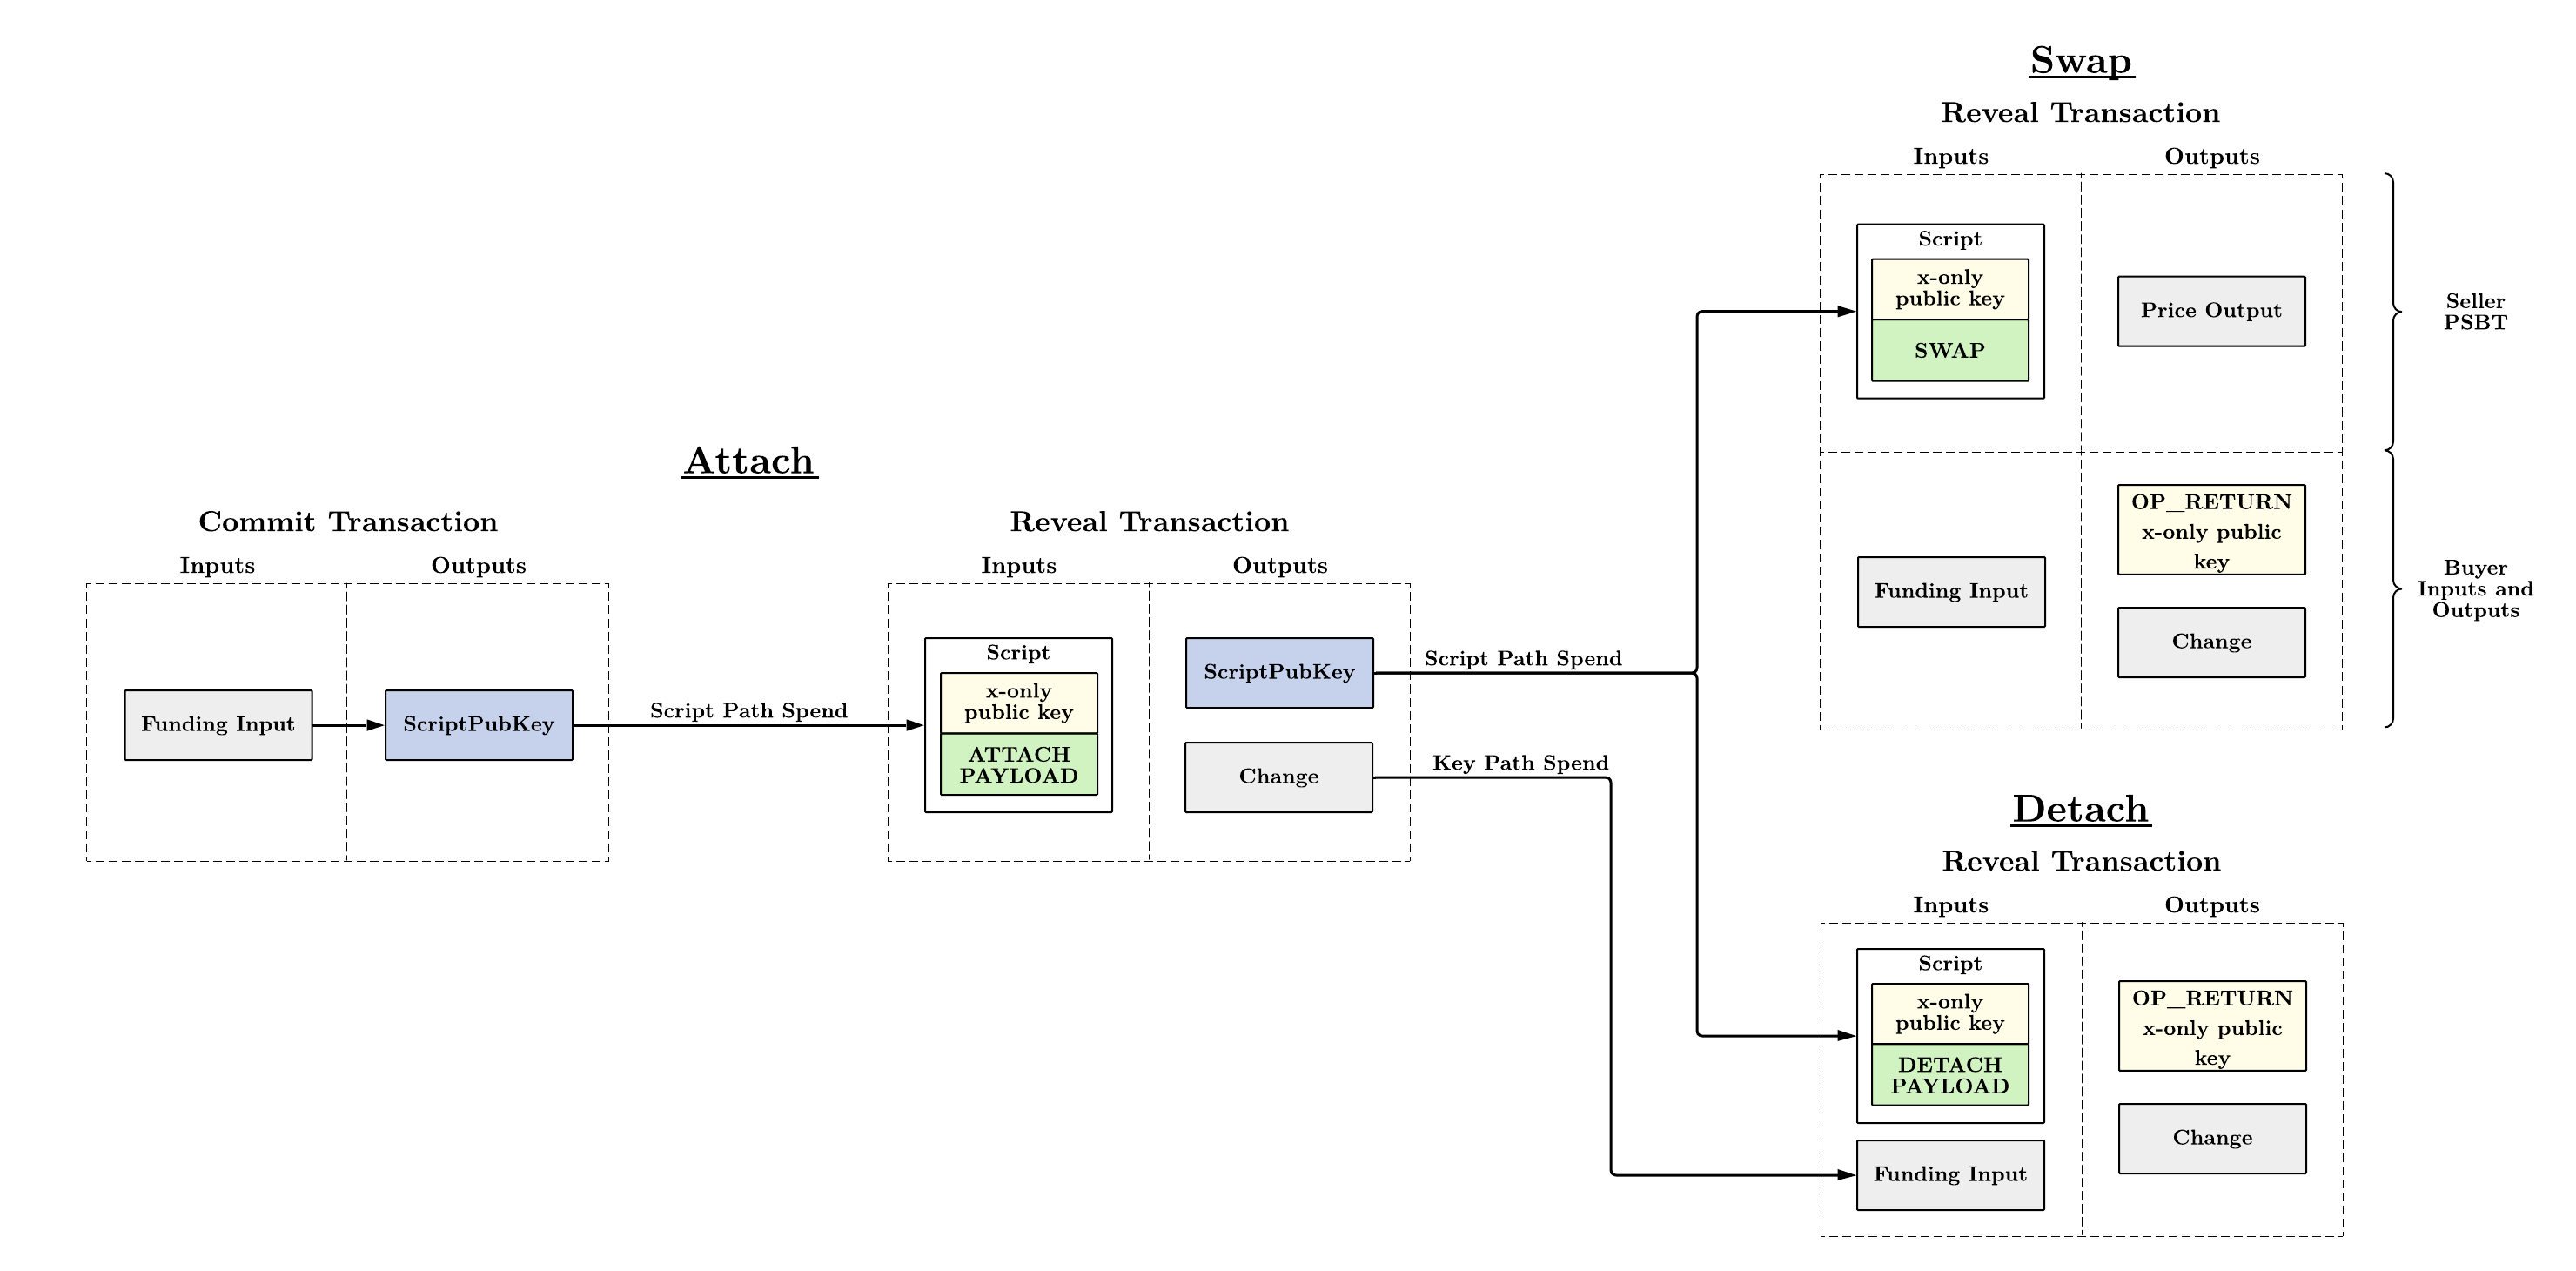 Attach
Commit Transaction
Inputs
Outputs
Funding Input
ScriptPubKey
Script Path Spend
Reveal Transaction
Inputs
Outputs
Script
x-only
public key
ATTACH
PAYLOAD
ScriptPubKey
Change
Script Path Spend
Key Path Spend
Swap
Reveal Transaction
Inputs
Outputs
Script
x-only
public key
SWAP
Price Output
Seller
PSBT
Funding Input
OP_RETURN
x-only public
key
Change
Buyer
Inputs and
Outputs
Detach
Reveal Transaction
Inputs
Outputs
Script
x-only
public key
DETACH
PAYLOAD
Funding Input
OP_RETURN
x-only public
key
Change